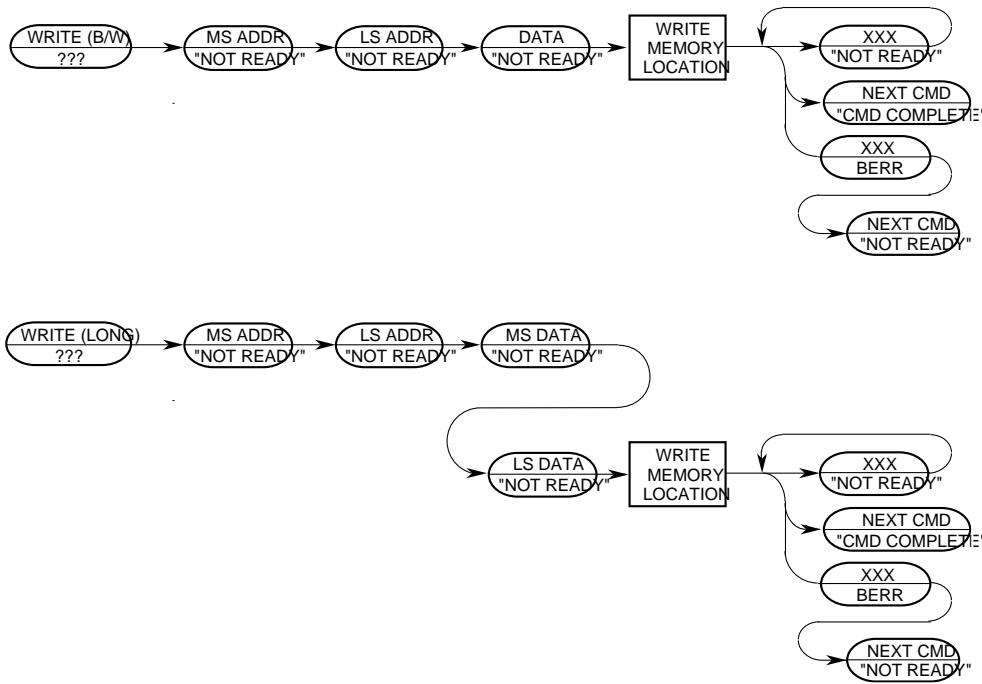 WRITE (B/W)
???
MS ADDR
"NOT READY"
LS ADDR
"NOT READY"
DATA
"NOT READY"
WRITE
MEMORY
LOCATION
XXX
"NOT READY"
NEXT CMD
"CMD COMPLETE"
XXX
BERR
NEXT CMD
"NOT READY"
WRITE (LONG)
???
MS ADDR
"NOT READY"
LS ADDR
"NOT READY"
MS DATA
"NOT READY"
LS DATA
"NOT READY"
WRITE
MEMORY
LOCATION
XXX
"NOT READY"
NEXT CMD
"CMD COMPLETE"
XXX
BERR
NEXT CMD
"NOT READY"